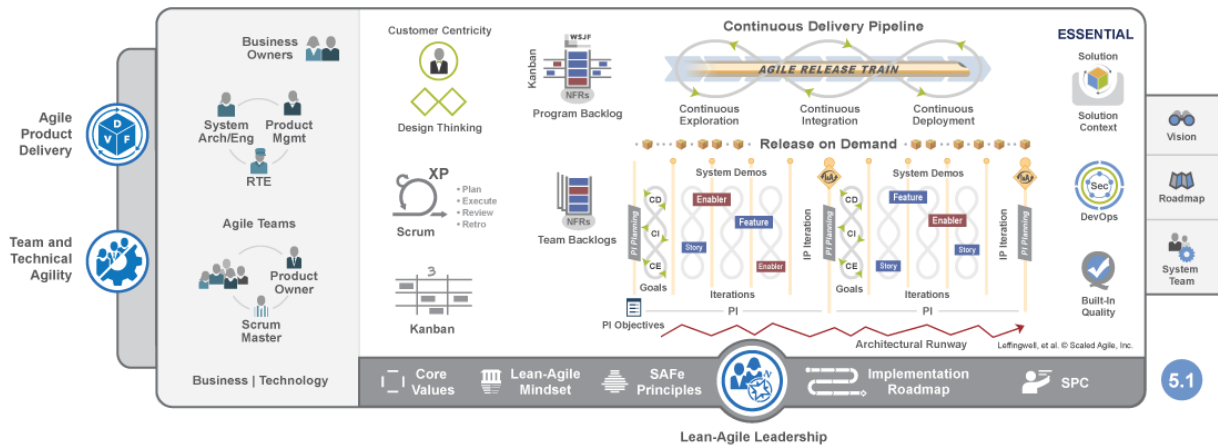 Agile
Product
Delivery
D
V
F
Team and
Technical
Agility
Business
Owners
System
Arch/Eng
Product
Mgmt
RTE
Agile Teams
Product
Owner
Scrum
Master
Business | Technology
Customer Centricity
Design Thinking
XP
• Plan
• Execute
• Review
• Retro
Scrum
3
Kanban
WSJF
Kanban
NFRs
Program Backlog
NFRs
Team Backlogs
Continuous Delivery Pipeline
AGILE RELEASE TRAIN
Continuous
Exploration
Continuous
Integration
Continuous
Deployment
Release on Demand
System Demos
System Demos
I&A
I&A
PI Planning
CD
CI
CE
Goals
Enabler
Feature
Story
Enabler
Iterations
IP Iteration
PI Planning
CD
CI
CE
Goals
Feature
Enabler
Story
Story
Iterations
IP Iteration
PI Planning
PI
PI
PI Objectives
Architectural Runway
Leffingwell, et al. © Scaled Agile, Inc.
ESSENTIAL
Solution
Solution
Context
Sec
DevOps
Built-In
Quality
Vision
Roadmap
System
Team
Core
Values
Lean-Agile
Mindset
SAFe
Principles
N
Implementation
Roadmap
SPC
5.1
Lean-Agile Leadership